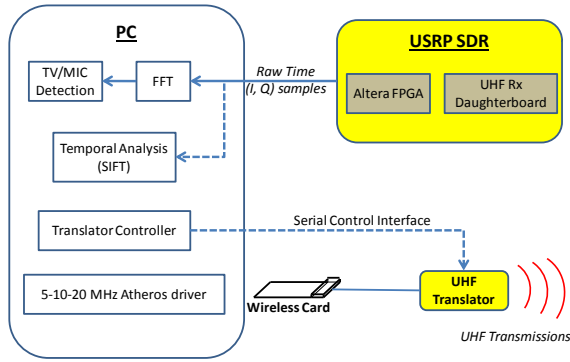 PC
USRP SDR
TV/MIC
Detection
FFT
Raw Time
(I, Q) samples
Altera FPGA
UHF Rx
Daughterboard
Temporal Analysis
(SIFT)
Translator Controller
Serial Control Interface
5-10-20 MHz Atheros driver
Wireless Card
UHF
Translator
UHF Transmissions